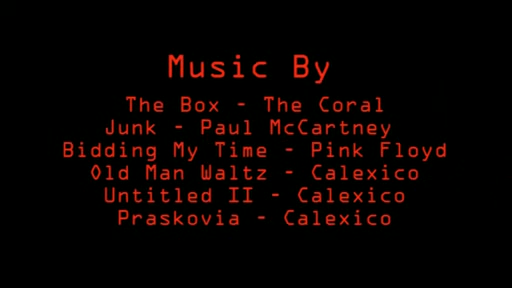 Music By
The Box - The Coral
Junk - Paul McCartney
Bidding My Time - Pink Floyd
Old Man Waltz - Calexico
Untitled II - Calexico
Praskovia - Calexico